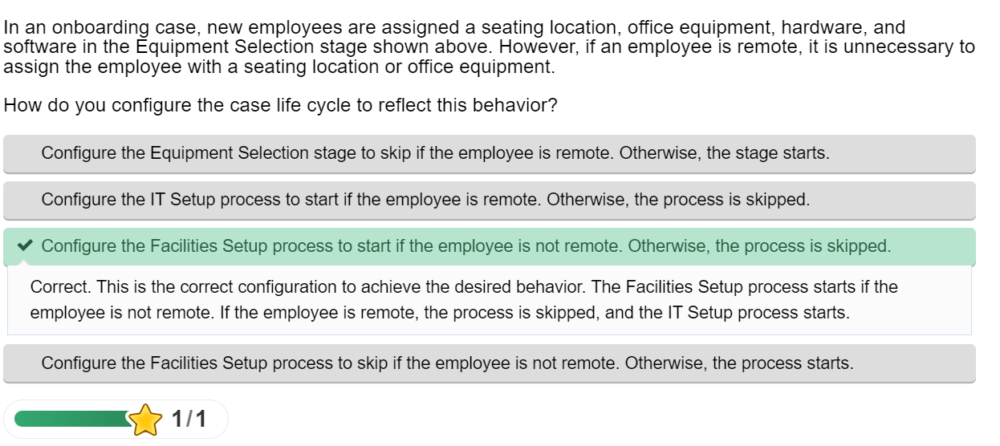 In an onboarding case, new employees are assigned a seating location, office equipment, hardware, and
software in the Equipment Selection stage shown above. However, if an employee is remote, it is unnecessary to
assign the employee with a seating location or office equipment.
How do you configure the case life cycle to reflect this behavior?
Configure the Equipment Selection stage to skip if the employee is remote. Otherwise, the stage starts.
Configure the IT Setup process to start if the employee is remote. Otherwise, the process is skipped.
Configure the Facilities Setup process to start if the employee is not remote. Otherwise, the process is skipped.
Correct. This is the correct configuration to achieve the desired behavior. The Facilities Setup process starts if the
employee is not remote. If the employee is remote, the process is skipped, and the IT Setup process starts.
Configure the Facilities Setup process to skip if the employee is not remote. Otherwise, the process starts.
1/1